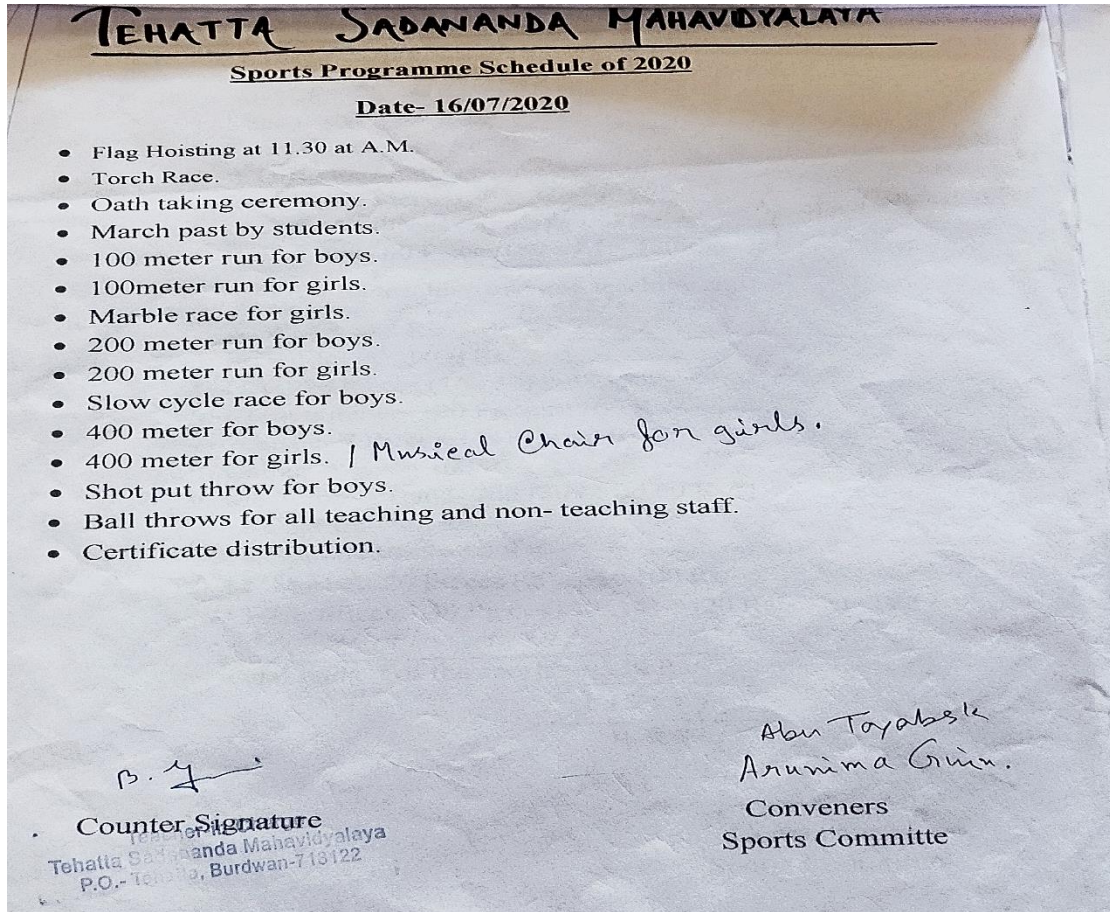 TEHATTA SADANANDA MAHAVIDYALAYA
Sports Programme Schedule of 2020
Date- 16/07/2020
• Flag Hoisting at 11.30 at A.M.
• Torch Race.
• Oath taking ceremony.
• March past by students.
• 100 meter run for boys.
• 100meter run for girls.
• Marble race for girls.
• 200 meter run for boys.
• 200 meter run for girls.
• Slow cycle race for boys.
• 400 meter for boys.
• 400 meter for girls. / Musical Chair for girls.
• Shot put throw for boys.
• Ball throws for all teaching and non- teaching staff.
• Certificate distribution.
Abu Tayabsk
Arunima Guin.
B.
Counter Signature
Conveners
Sports Committe
Tehatta Sadananda Mahavidyalaya
P.O.- Tehatta, Burdwan-713122